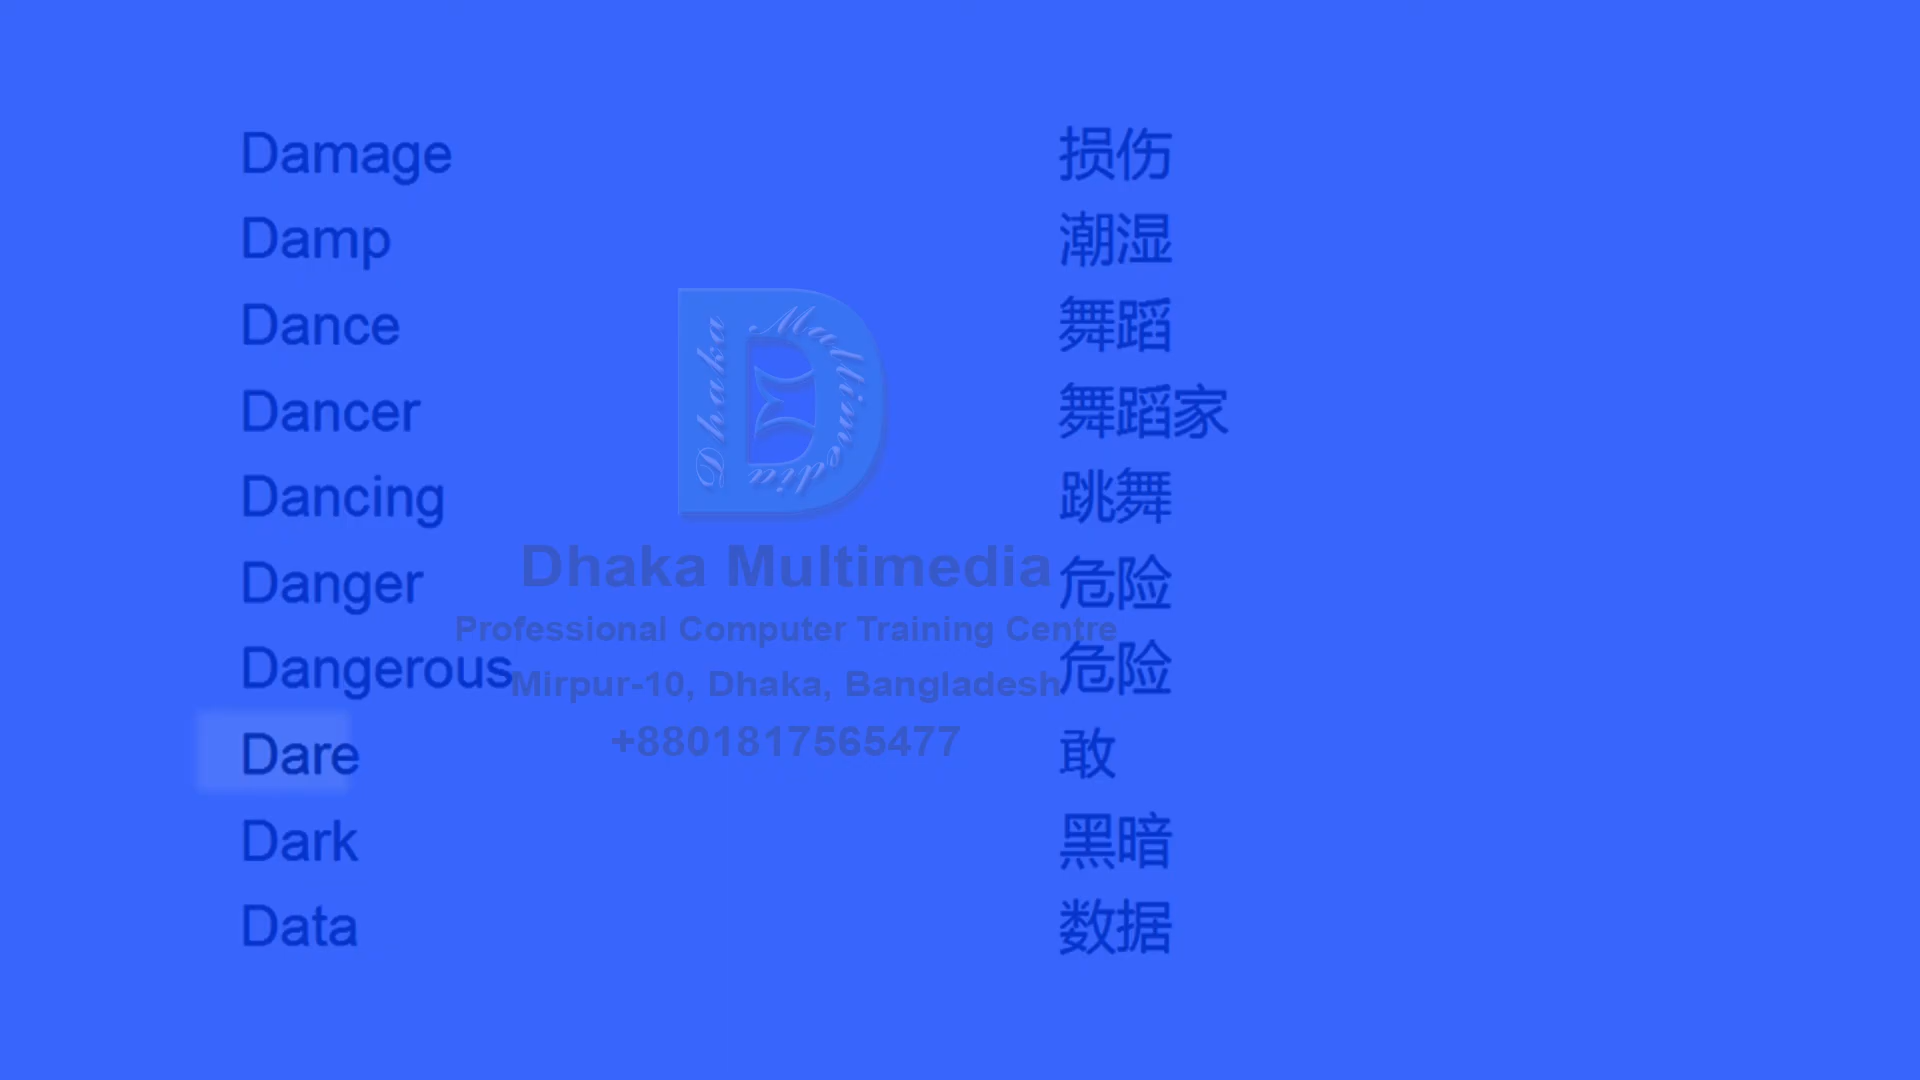 Damage 损伤
Damp 潮湿
Dance 舞蹈
Dancer 舞蹈家
Dancing 跳舞
Danger 危险
Dangerous 危险
Dare 敢
Dark 黑暗
Data 数据
Dhaka Multimedia
Dhaka Multimedia
Professional Computer Training Centre
Mirpur-10, Dhaka, Bangladesh
+8801817565477